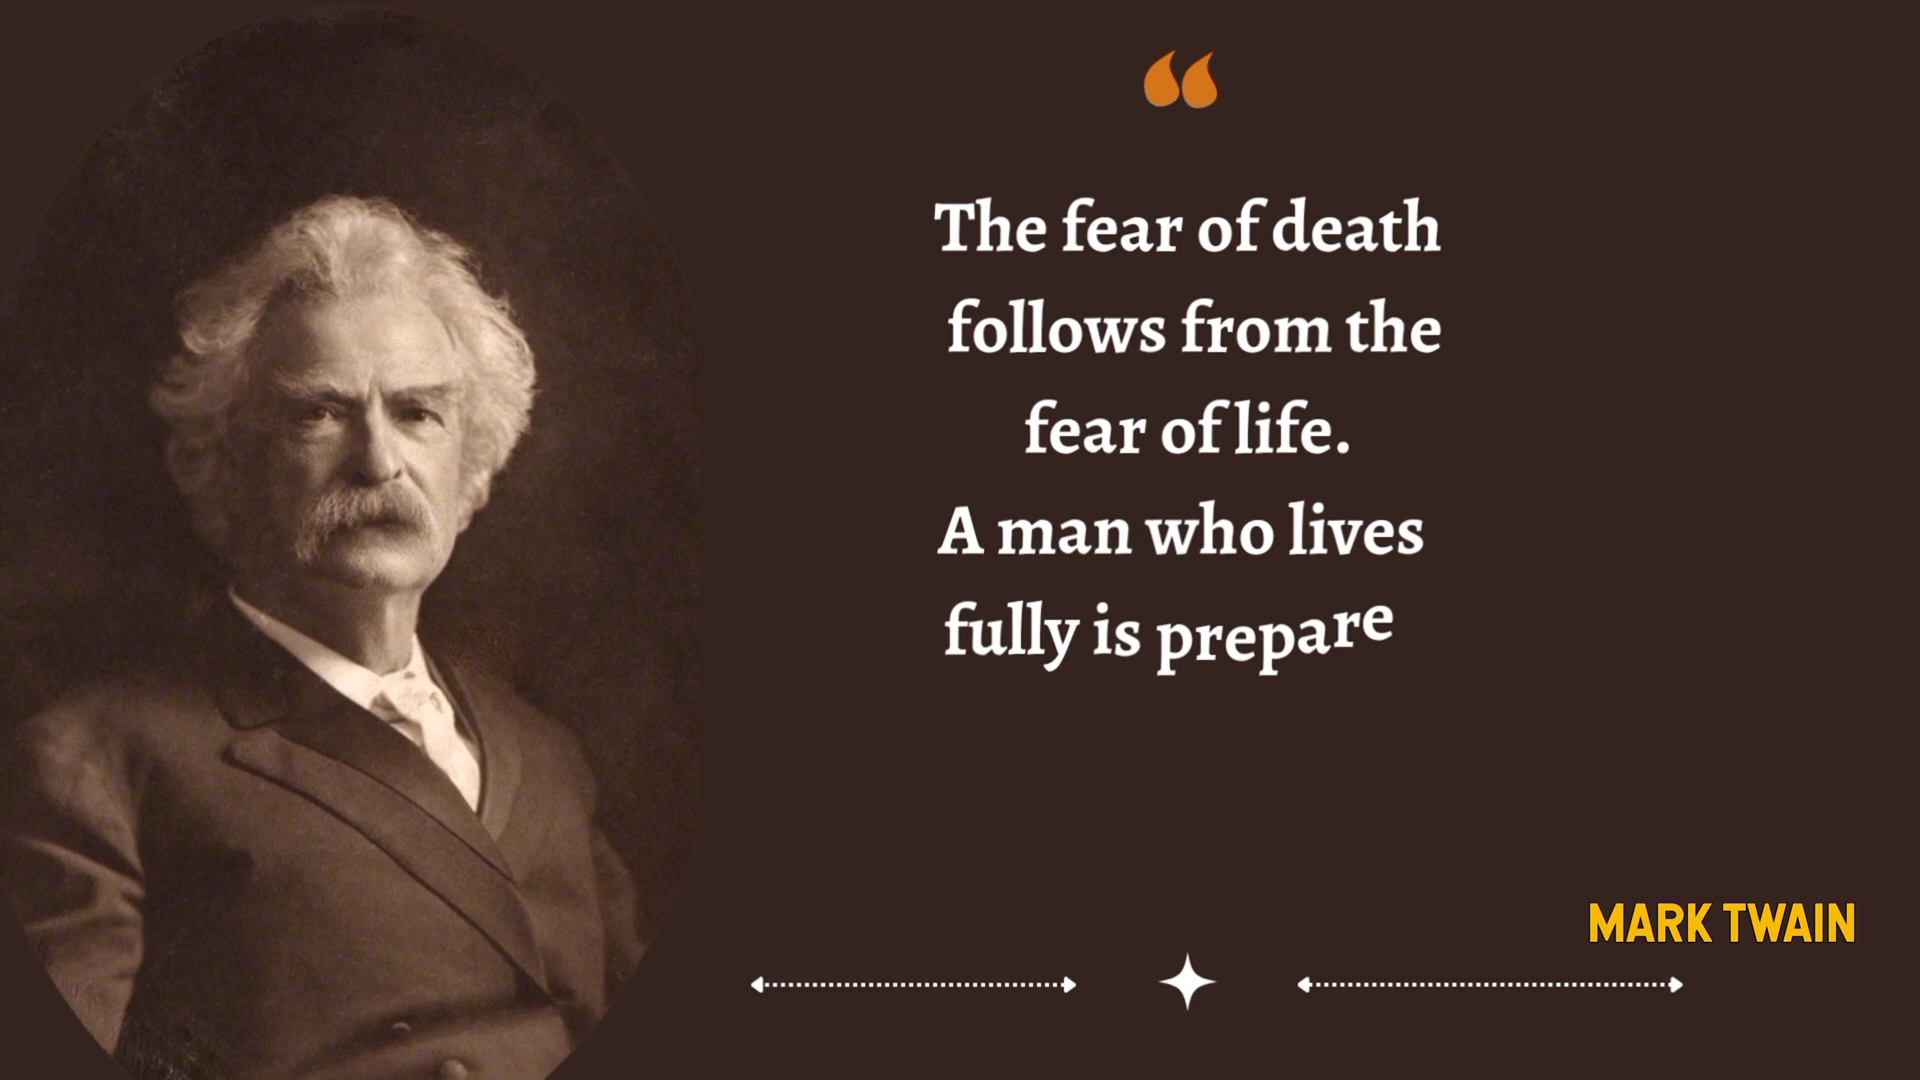 “
The fear of death
follows from the
fear of life.
A man who lives
fully is prepare
MARK TWAIN